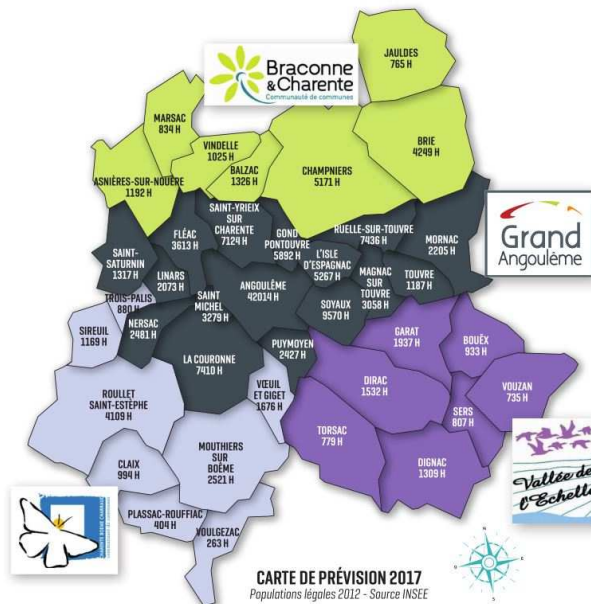 JAULDES
765 H
Braconne
& Charente
Communauté de communes
MARSAC
834 H
VINDELLE
1025 H
BRIE
4249 H
BALZAC
1326 H
CHAMPNIERS
5171 H
ASNIÈRES-SUR-NOUÈRE
1192 H
SAINT-YRIEIX
SUR
CHARENTE
7124 H
FLÉAC
3613 H
GOND
PONTOUVRE
5892 H
RUELLE-SUR-TOUVRE
7436 H
MORNAC
2205 H
Grand
Angoulême
SAINT-
SATURNIN
1317 H
L'ISLE
D'ESPAGNAC
5267 H
MAGNAC
SUR
TOUVRE
3058 H
TOUVRE
1187 H
LINARS
2073 H
SAINT
MICHEL
3279 H
ANGOULÊME
42014 H
SOYAUX
9570 H
TROIS-PALIS
880 H
NERSAC
2481 H
SIREUIL
1169 H
GARAT
1937 H
BOUËX
933 H
PUYMOYEN
2427 H
LA COURONNE
7410 H
VŒUIL
ET GIGET
1676 H
DIRAC
1532 H
VOUZAN
735 H
ROULLET
SAINT-ESTÈPHE
4109 H
SERS
807 H
TORSAC
779 H
DIGNAC
1309 H
MOUTHIERS
SUR
BOËME
2521 H
CLAIX
994 H
Vallée de
l'Echelle
PLASSAC-ROUFFIAC
404 H
VOULGEZAC
263 H
CARTE DE PRÉVISION 2017
Populations légales 2012 - Source INSEE